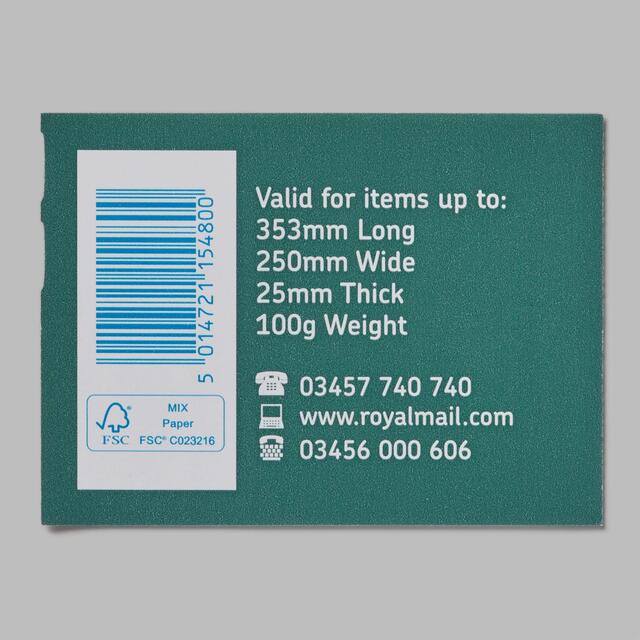 Valid for items up to:
353mm Long
250mm Wide
25mm Thick
100g Weight
03457 740 740
www.royalmail.com
03456 000 606
5 014721 154800
FSC
MIX
Paper
FSC® C023216